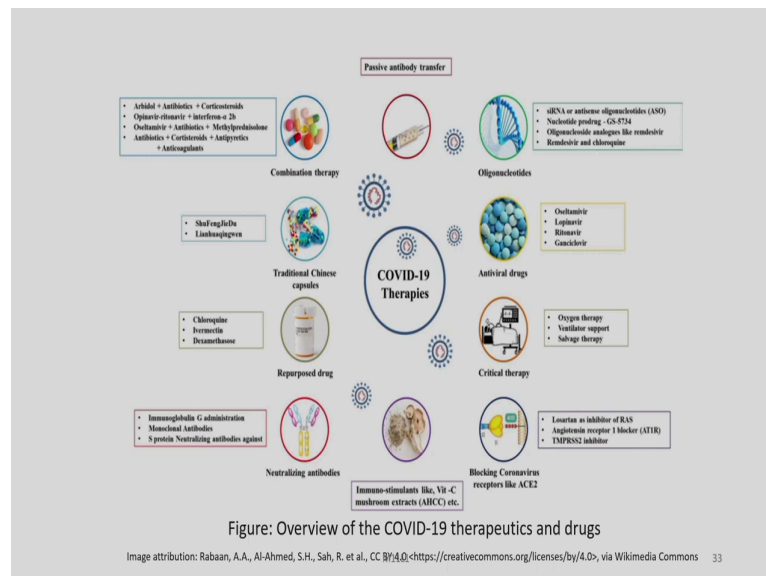 Passive antibody transfer
• Arbidol + Antibiotics + Corticosteroids
• Opinavir-ritonavir + interferon-α 2b
• Oseltamivir + Antibiotics + Methylprednisolone
• Antibiotics + Cortisteroids + Antipyretics
+ Anticoagulants
Combination therapy
• siRNA or antisense oligonucleotides (ASO)
• Nucleotide prodrug - GS-5734
• Oligonucleoside analogues like remdesivir
• Remdesivir and chloroquine
Oligonucleotides
• ShuFengJieDu
• Lianhuaqingwen
Traditional Chinese
capsules
COVID-19
Therapies
• Oseltamivir
• Lopinavir
• Ritonavir
• Ganciclovir
Antiviral drugs
• Chloroquine
• Ivermectin
• Dexamethasose
Repurposed drug
• Oxygen therapy
• Ventilator support
• Salvage therapy
Critical therapy
• Immunoglobulin G administration
• Monoclonal Antibodies
• S protein Neutralizing antibodies against
Neutralizing antibodies
Immuno-stimulants like, Vit -C
mushroom extracts (AHCC) etc.
• Losartan as inhibitor of RAS
• Angiotensin receptor 1 blocker (AT1R)
• TMPRSS2 inhibitor
Blocking Coronavirus
receptors like ACE2
Figure: Overview of the COVID-19 therapeutics and drugs
Image attribution: Rabaan, A.A., Al-Ahmed, S.H., Sah, R. et al., CC BY 4.0 <https://creativecommons.org/licenses/by/4.0>, via Wikimedia Commons
33